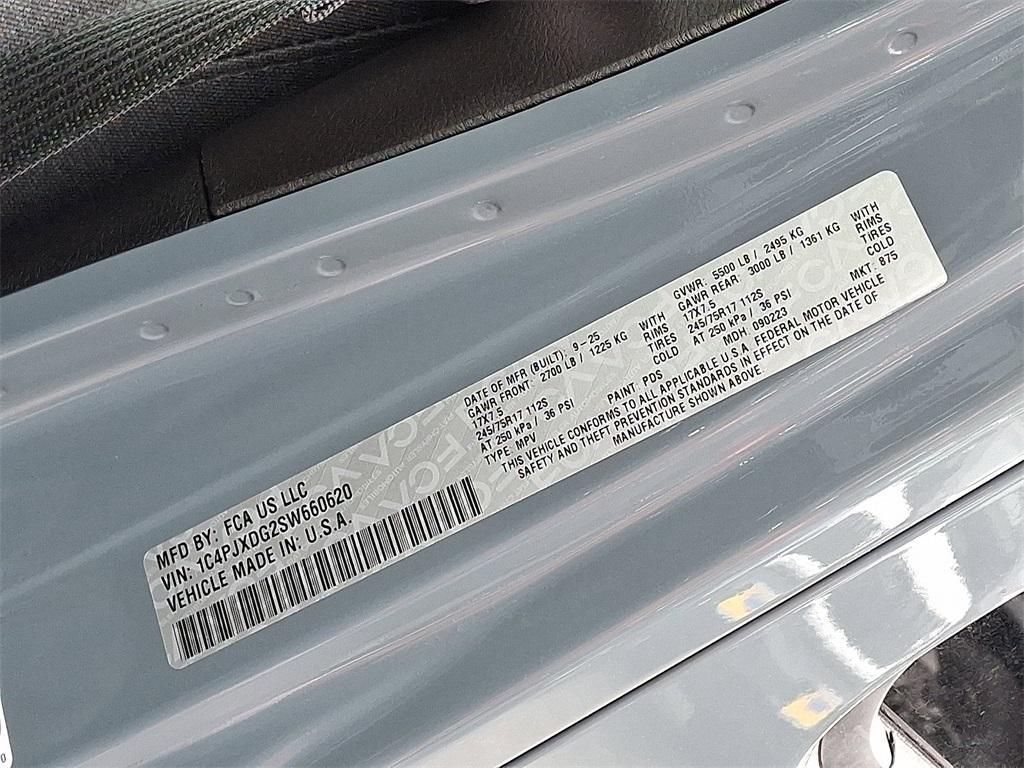 MFD BY: FCA US LLC
VIN: 1C4PJXDG2SW660620
VEHICLE MADE IN: U.S.A.
DATE OF MFR (BUILT): 9-25 GVWR: 5500 LB / 2495 KG
GAWR FRONT: 2700 LB / 1225 KG WITH GAWR REAR: 3000 LB / 1361 KG WITH
17X7.5 RIMS 17X7.5 RIMS
245/75R17 112S TIRES 245/75R17 112S TIRES
AT 250 kPa / 36 PSI COLD AT 250 kPa / 36 PSI COLD
TYPE: MPV PAINT: PDS MDH: 090223 MKT: 875
THIS VEHICLE CONFORMS TO ALL APPLICABLE U.S.A. FEDERAL MOTOR VEHICLE
SAFETY AND THEFT PREVENTION STANDARDS IN EFFECT ON THE DATE OF
MANUFACTURE SHOWN ABOVE